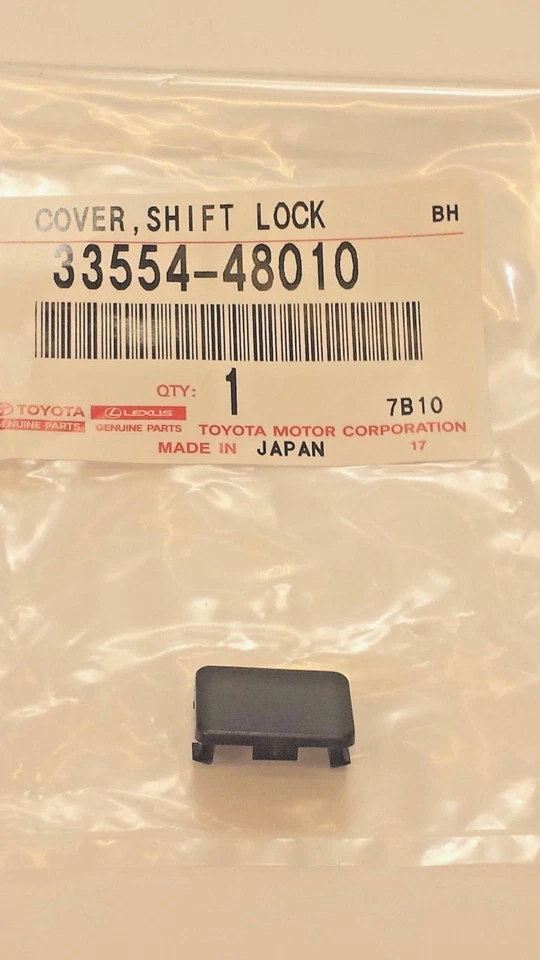 COVER,SHIFT LOCK BH
33554-48010
QTY: 1 7B10
TOYOTA LEXUS
GENUINE PARTS GENUINE PARTS TOYOTA MOTOR CORPORATION
MADE IN JAPAN 17